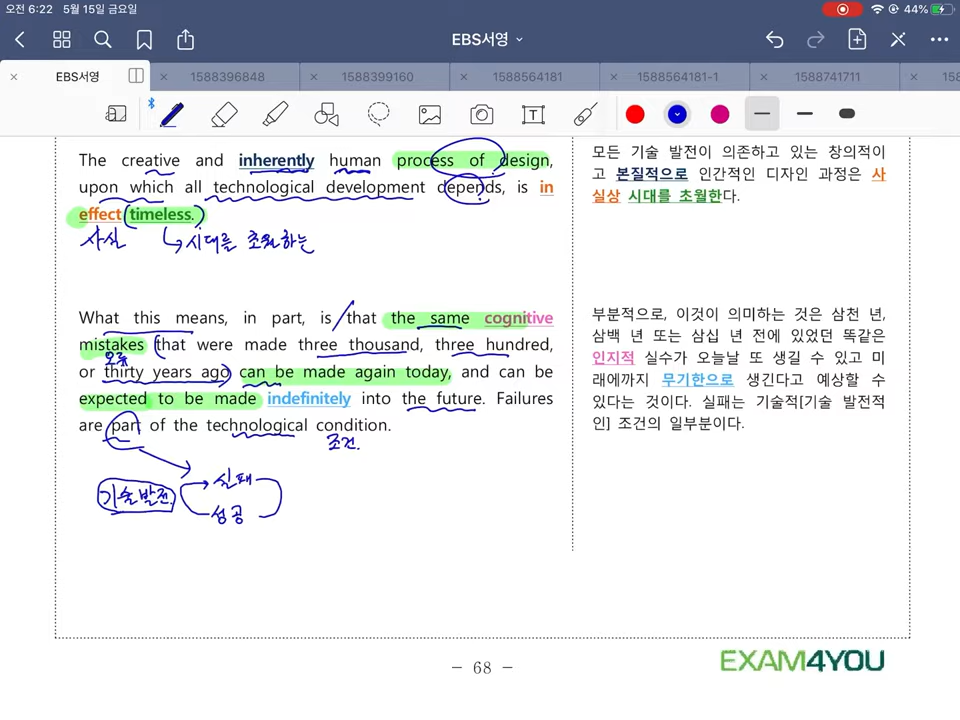 오전 6:22 5월 15일 금요일
44%
EBS서영
EBS서영
1588396848
1588399160
1588564181
1588564181-1
1588741711
158
The creative and inherently human process of design,
upon which all technological development depends, is in
effect (timeless.)
사실
시대를 초월하는
모든 기술 발전이 의존하고 있는 창의적이
고 본질적으로 인간적인 디자인 과정은 사
실상 시대를 초월한다.
What this means, in part, is / that the same cognitive
mistakes (that were made three thousand, three hundred,
오류
or thirty years ago) can be made again today, and can be
expected to be made indefinitely into the future. Failures
are part of the technological condition.
조건.
실패
기술발전
성공
부분적으로, 이것이 의미하는 것은 삼천 년,
삼백 년 또는 삼십 년 전에 있었던 똑같은
인지적 실수가 오늘날 또 생길 수 있고 미
래에까지 무기한으로 생긴다고 예상할 수
있다는 것이다. 실패는 기술적[기술 발전적
인] 조건의 일부분이다.
- 68 -
EXAM4YOU